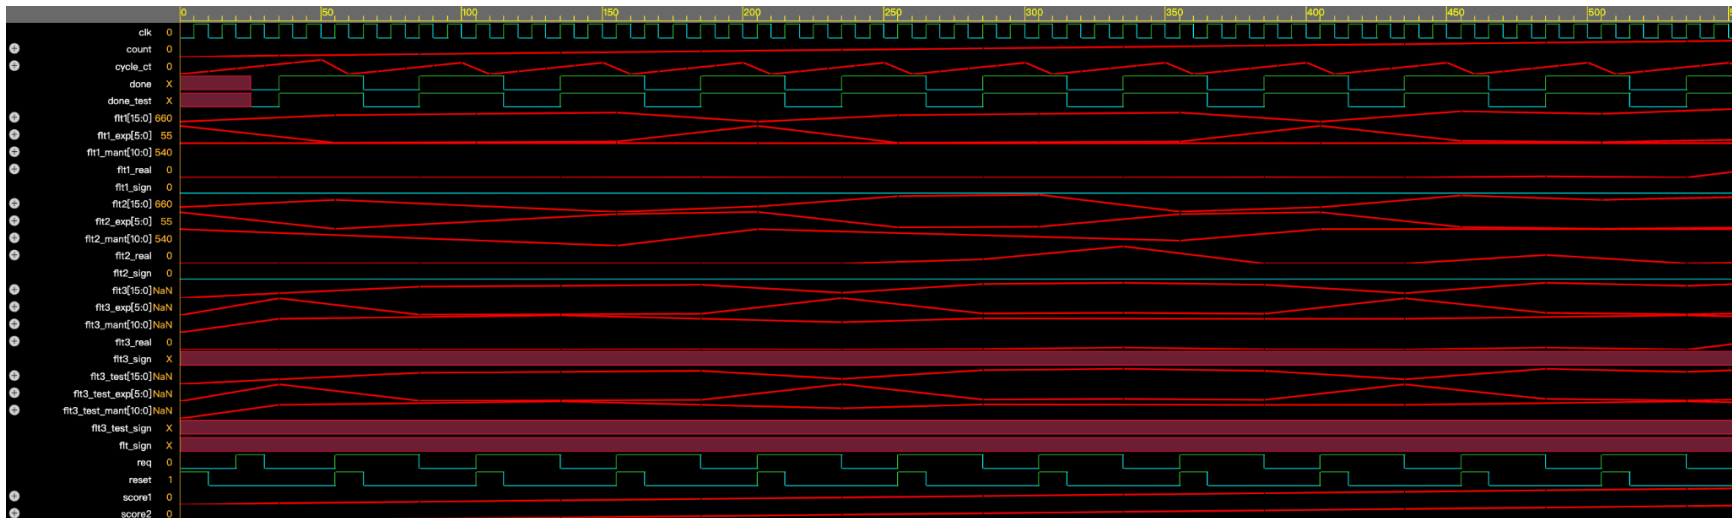 0 50 100 150 200 250 300 350 400 450 500
clk 0
count 0
cycle_ct 0
done X
done_test X
flt1[15:0] 660
flt1_exp[5:0] 55
flt1_mant[10:0] 540
flt1_real 0
flt1_sign 0
flt2[15:0] 660
flt2_exp[5:0] 55
flt2_mant[10:0] 540
flt2_real 0
flt2_sign 0
flt3[15:0] NaN
flt3_exp[5:0] NaN
flt3_mant[10:0] NaN
flt3_real 0
flt3_sign X
flt3_test[15:0] NaN
flt3_test_exp[5:0] NaN
flt3_test_mant[10:0] NaN
flt3_test_sign X
flt_sign X
req 0
reset 1
score1 0
score2 0